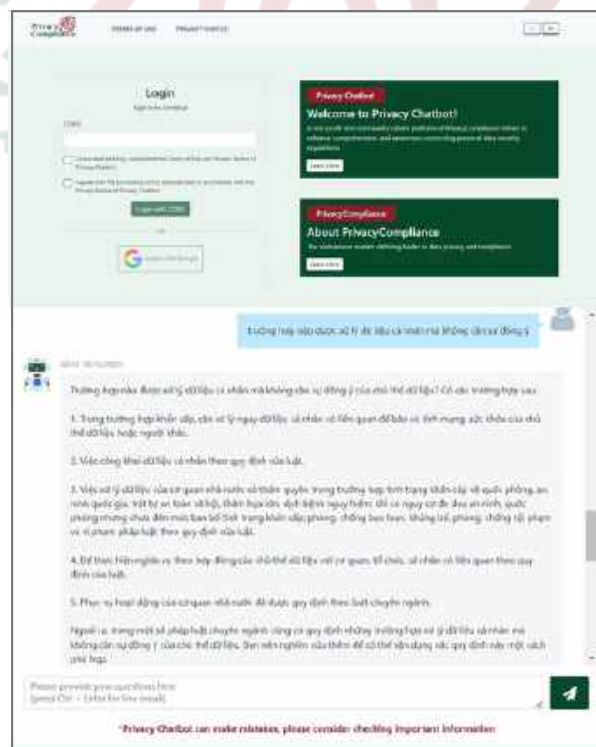 Privacy
Compliance
TERMS OF USE
PRIVACY NOTICE
Login
Privacy Chatbot
Welcome to Privacy Chatbot!
Learn More
CODE
PrivacyCompliance
About PrivacyCompliance
Learn More
Login with CODE
Login with Google
trường hợp nào được xử lý dữ liệu cá nhân mà không cần sự đồng ý
Trường hợp nào được xử lý dữ liệu cá nhân mà không cần sự đồng ý của chủ thể dữ liệu? Có các trường hợp sau:
1. Trong trường hợp khẩn cấp, cần xử lý ngay dữ liệu cá nhân có liên quan để bảo vệ tính mạng, sức khỏe của chủ
thể dữ liệu hoặc người khác.
2. Việc công khai dữ liệu cá nhân theo quy định của luật.
3. Việc xử lý dữ liệu của cơ quan nhà nước có thẩm quyền trong trường hợp tình trạng khẩn cấp về quốc phòng, an
ninh quốc gia, trật tự an toàn xã hội, thảm họa lớn, dịch bệnh nguy hiểm; khi có nguy cơ đe dọa an ninh, quốc
phòng nhưng chưa đến mức ban bố tình trạng khẩn cấp; phòng, chống bạo loạn, khủng bố, phòng, chống tội phạm
và vi phạm pháp luật theo quy định của luật.
4. Để thực hiện nghĩa vụ theo hợp đồng của chủ thể dữ liệu với cơ quan, tổ chức, cá nhân có liên quan theo quy
định của luật.
5. Phục vụ hoạt động của cơ quan nhà nước đã được quy định theo luật chuyên ngành.
Ngoài ra, trong một số pháp luật chuyên ngành cũng có quy định những trường hợp xử lý dữ liệu cá nhân mà
không cần sự đồng ý của chủ thể dữ liệu. Bạn nên nghiên cứu thêm để có thể vận dụng các quy định này một cách
phù hợp.
Please provide your questions here
(press Ctrl + Enter for line break)
*Privacy Chatbot can make mistakes, please consider checking important information